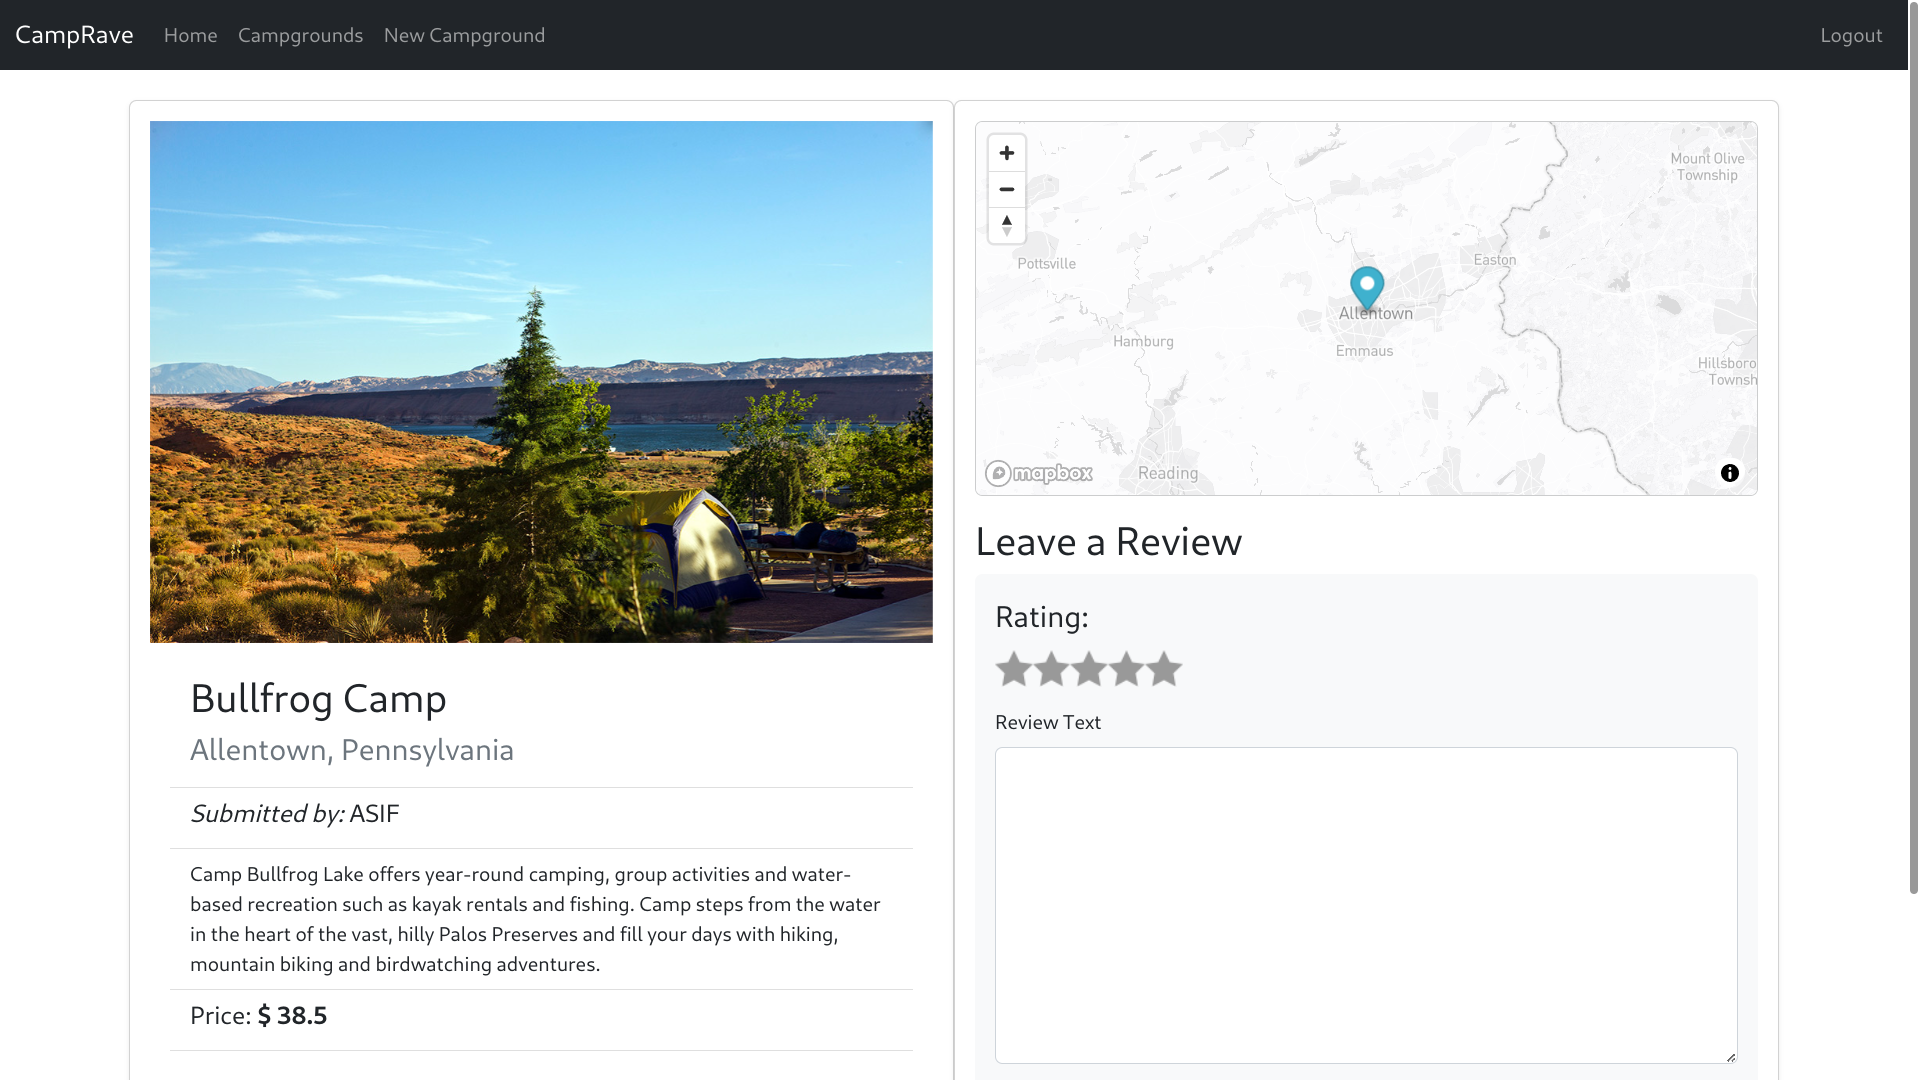 CampRave Home Campgrounds New Campground Logout
Bullfrog Camp
Allentown, Pennsylvania
Submitted by: ASIF
Camp Bullfrog Lake offers year-round camping, group activities and water-
based recreation such as kayak rentals and fishing. Camp steps from the water
in the heart of the vast, hilly Palos Preserves and fill your days with hiking,
mountain biking and birdwatching adventures.
Price: $ 38.5
Mount Olive
Township
Pottsville
Easton
Allentown
Hamburg
Emmaus
Hillsboro
Townsh
Reading
mapbox
Leave a Review
Rating:
Review Text